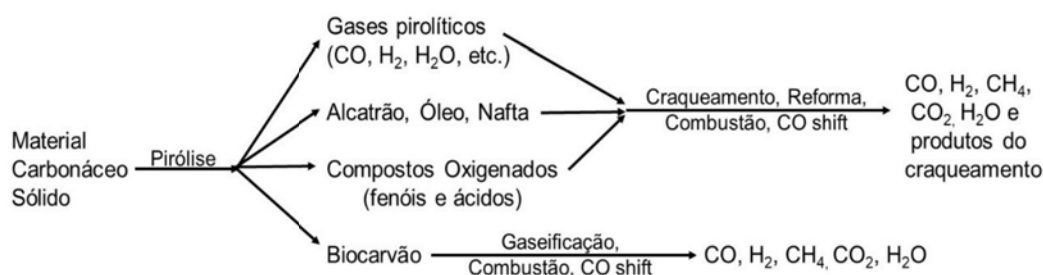 Material
Carbonáceo
Sólido
Pirólise
Gases pirolíticos
(CO, H₂, H₂O, etc.)
Alcatrão, Óleo, Nafta
Compostos Oxigenados
(fenóis e ácidos)
Biocarvão
Craqueamento, Reforma,
Combustão, CO shift
CO, H₂, CH₄,
CO₂, H₂O e
produtos do
craqueamento
Gaseificação,
Combustão, CO shift
CO, H₂, CH₄, CO₂, H₂O